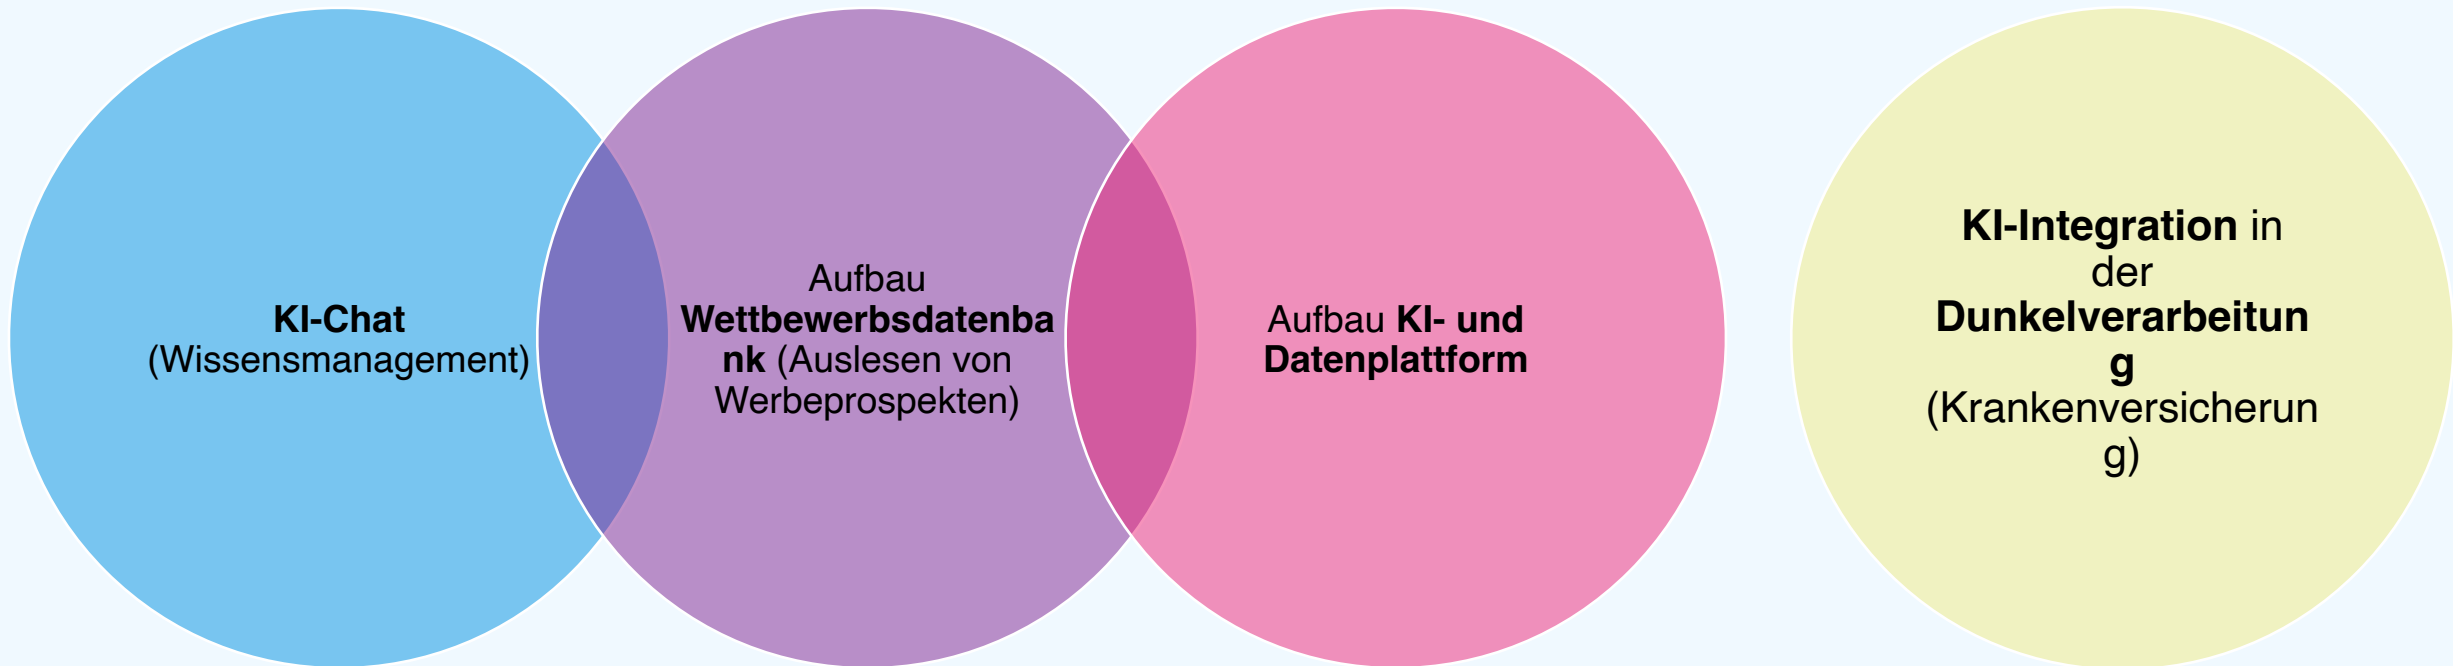 KI-Chat
(Wissensmanagement)
Aufbau
Wettbewerbsdatenba
nk (Auslesen von
Werbeprospekten)
Aufbau KI- und
Datenplattform
KI-Integration in
der
Dunkelverarbeitun
g
(Krankenversicherun
g)